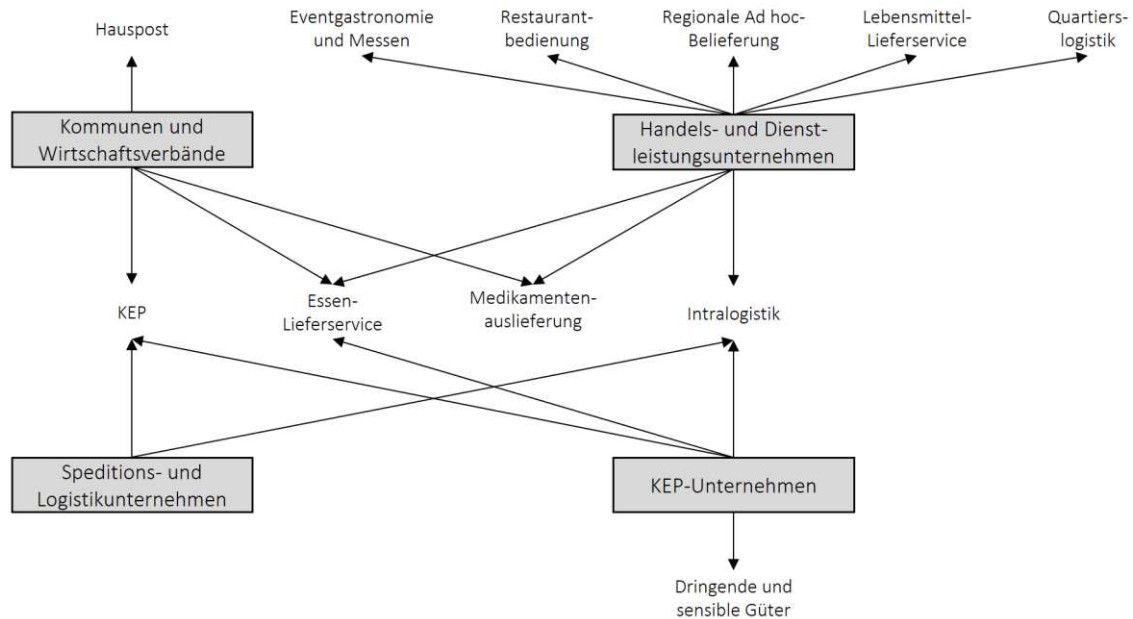 Hauspost
Eventgastronomie
und Messen
Restaurant-
bedienung
Regionale Ad hoc-
Belieferung
Lebensmittel-
Lieferservice
Quartiers-
logistik
Kommunen und
Wirtschaftsverbände
Handels- und Dienst-
leistungsunternehmen
KEP
Essen-
Lieferservice
Medikamenten-
auslieferung
Intralogistik
Speditions- und
Logistikunternehmen
KEP-Unternehmen
Dringende und
sensible Güter